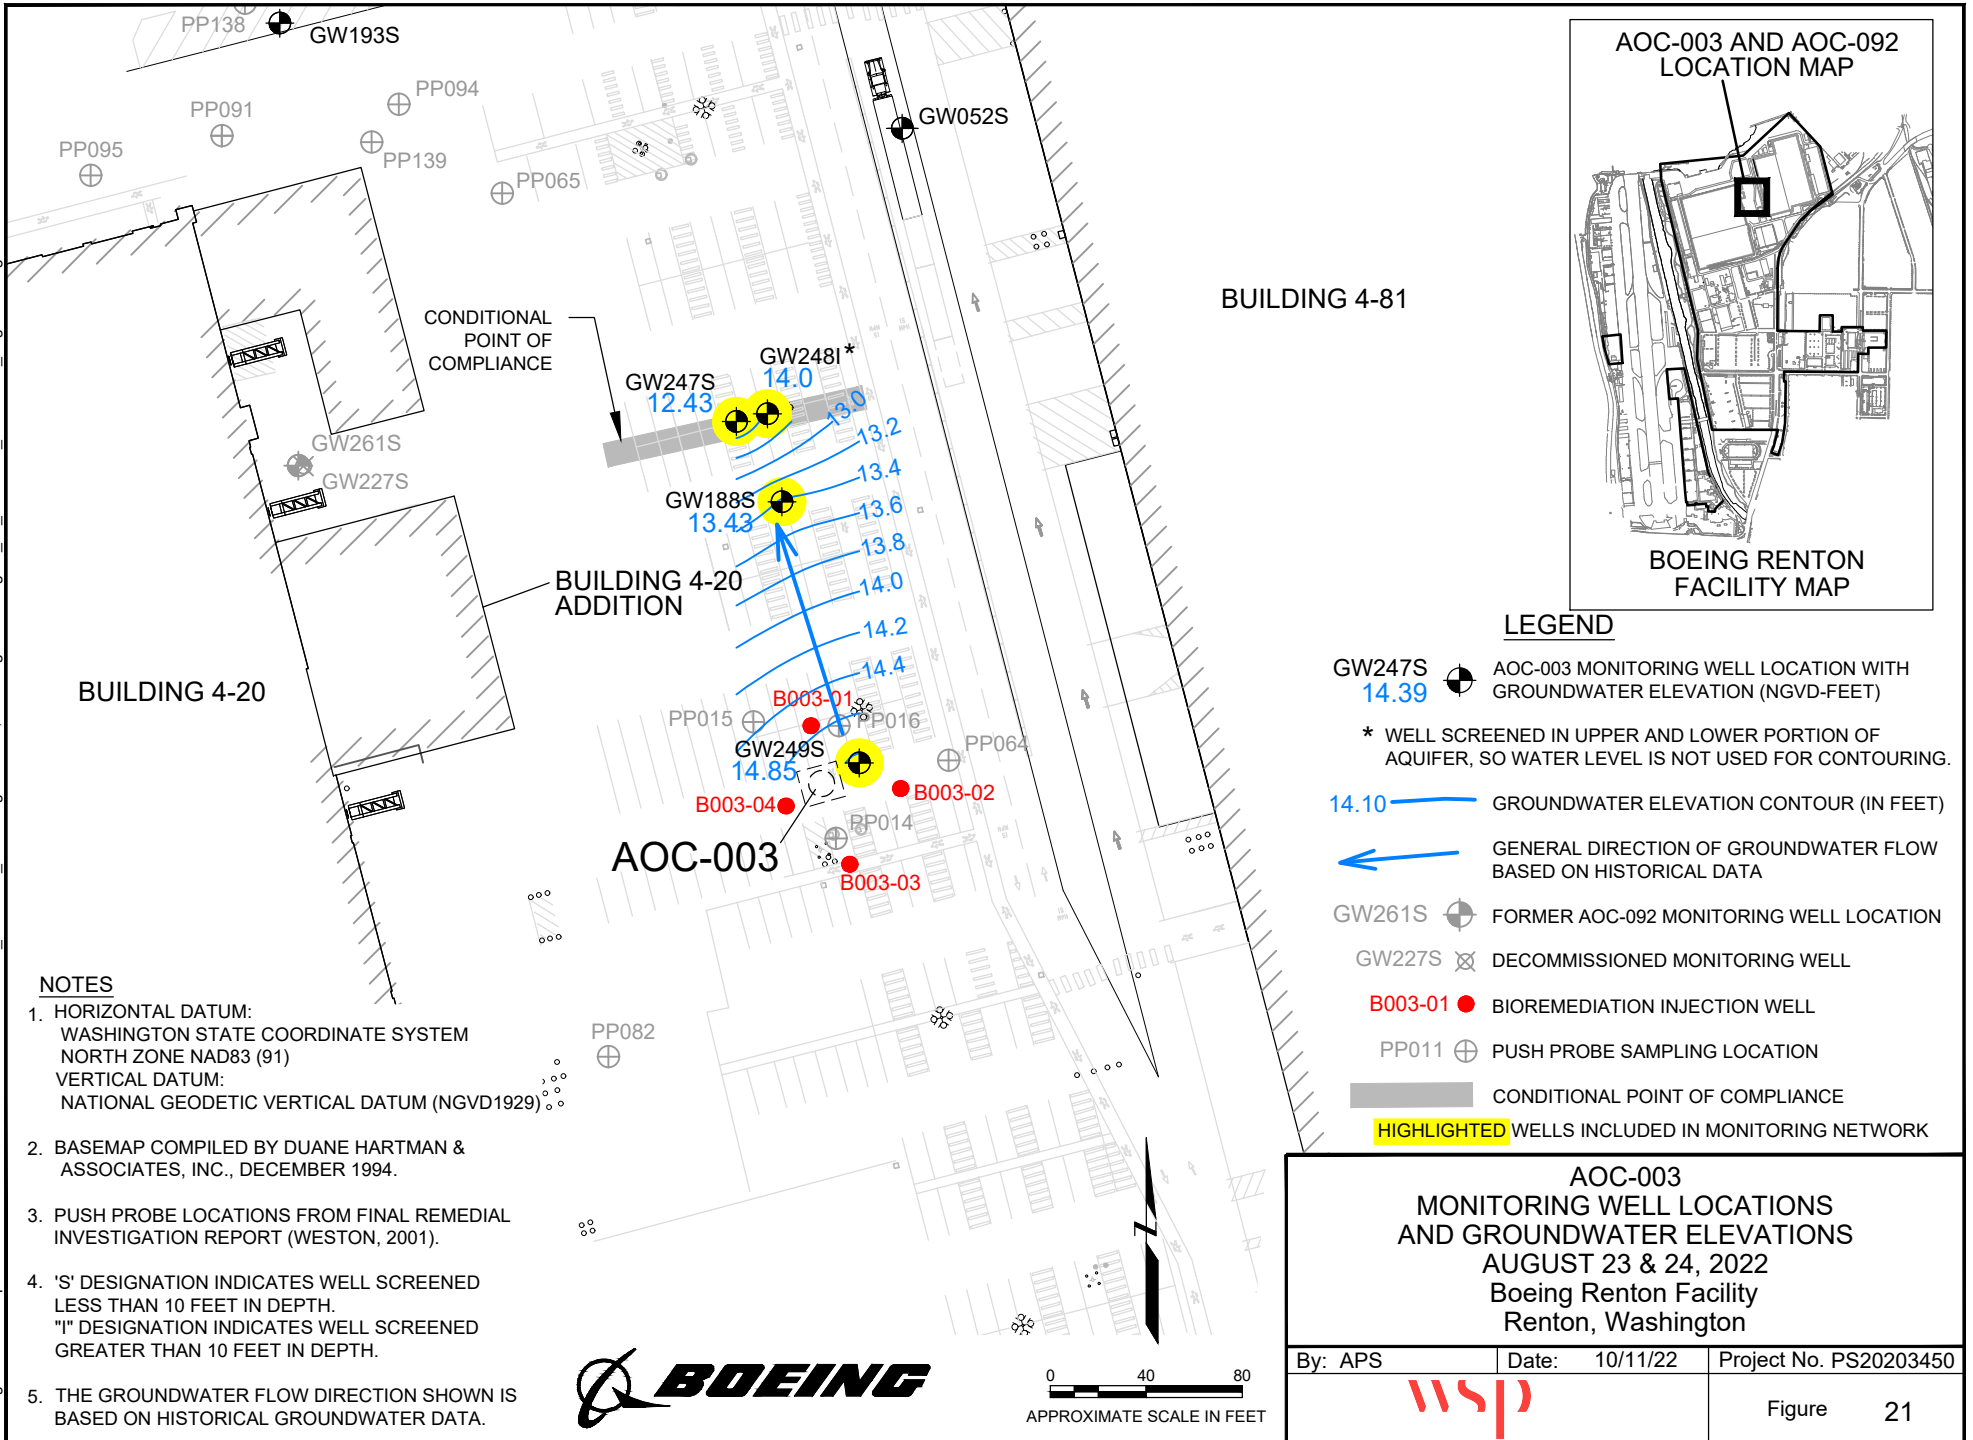 PP138
GW193S
PP094
PP091
PP139
PP095
PP065
GW052S
BUILDING 4-81
CONDITIONAL
POINT OF
COMPLIANCE
GW248I*
14.0
GW247S
12.43
13.0
13.2
13.4
13.6
13.8
14.0
14.2
14.4
GW261S
GW227S
GW188S
13.43
BUILDING 4-20
ADDITION
BUILDING 4-20
B003-01
PP015
PP016
GW249S
14.85
PP064
B003-02
B003-04
PP014
AOC-003
B003-03
PP082
AOC-003 AND AOC-092
LOCATION MAP
BOEING RENTON
FACILITY MAP
LEGEND
GW247S
14.39
AOC-003 MONITORING WELL LOCATION WITH
GROUNDWATER ELEVATION (NGVD-FEET)
* WELL SCREENED IN UPPER AND LOWER PORTION OF
AQUIFER, SO WATER LEVEL IS NOT USED FOR CONTOURING.
14.10 GROUNDWATER ELEVATION CONTOUR (IN FEET)
GENERAL DIRECTION OF GROUNDWATER FLOW
BASED ON HISTORICAL DATA
GW261S FORMER AOC-092 MONITORING WELL LOCATION
GW227S DECOMMISSIONED MONITORING WELL
B003-01 BIOREMEDIATION INJECTION WELL
PP011 PUSH PROBE SAMPLING LOCATION
CONDITIONAL POINT OF COMPLIANCE
HIGHLIGHTED WELLS INCLUDED IN MONITORING NETWORK
NOTES
1. HORIZONTAL DATUM:
WASHINGTON STATE COORDINATE SYSTEM
NORTH ZONE NAD83 (91)
VERTICAL DATUM:
NATIONAL GEODETIC VERTICAL DATUM (NGVD1929)
2. BASEMAP COMPILED BY DUANE HARTMAN &
ASSOCIATES, INC., DECEMBER 1994.
3. PUSH PROBE LOCATIONS FROM FINAL REMEDIAL
INVESTIGATION REPORT (WESTON, 2001).
4. 'S' DESIGNATION INDICATES WELL SCREENED
LESS THAN 10 FEET IN DEPTH.
"I" DESIGNATION INDICATES WELL SCREENED
GREATER THAN 10 FEET IN DEPTH.
5. THE GROUNDWATER FLOW DIRECTION SHOWN IS
BASED ON HISTORICAL GROUNDWATER DATA.
BOEING
Z
0 40 80
APPROXIMATE SCALE IN FEET
AOC-003
MONITORING WELL LOCATIONS
AND GROUNDWATER ELEVATIONS
AUGUST 23 & 24, 2022
Boeing Renton Facility
Renton, Washington
By: APS Date: 10/11/22 Project No. PS20203450
wsp
Figure 21